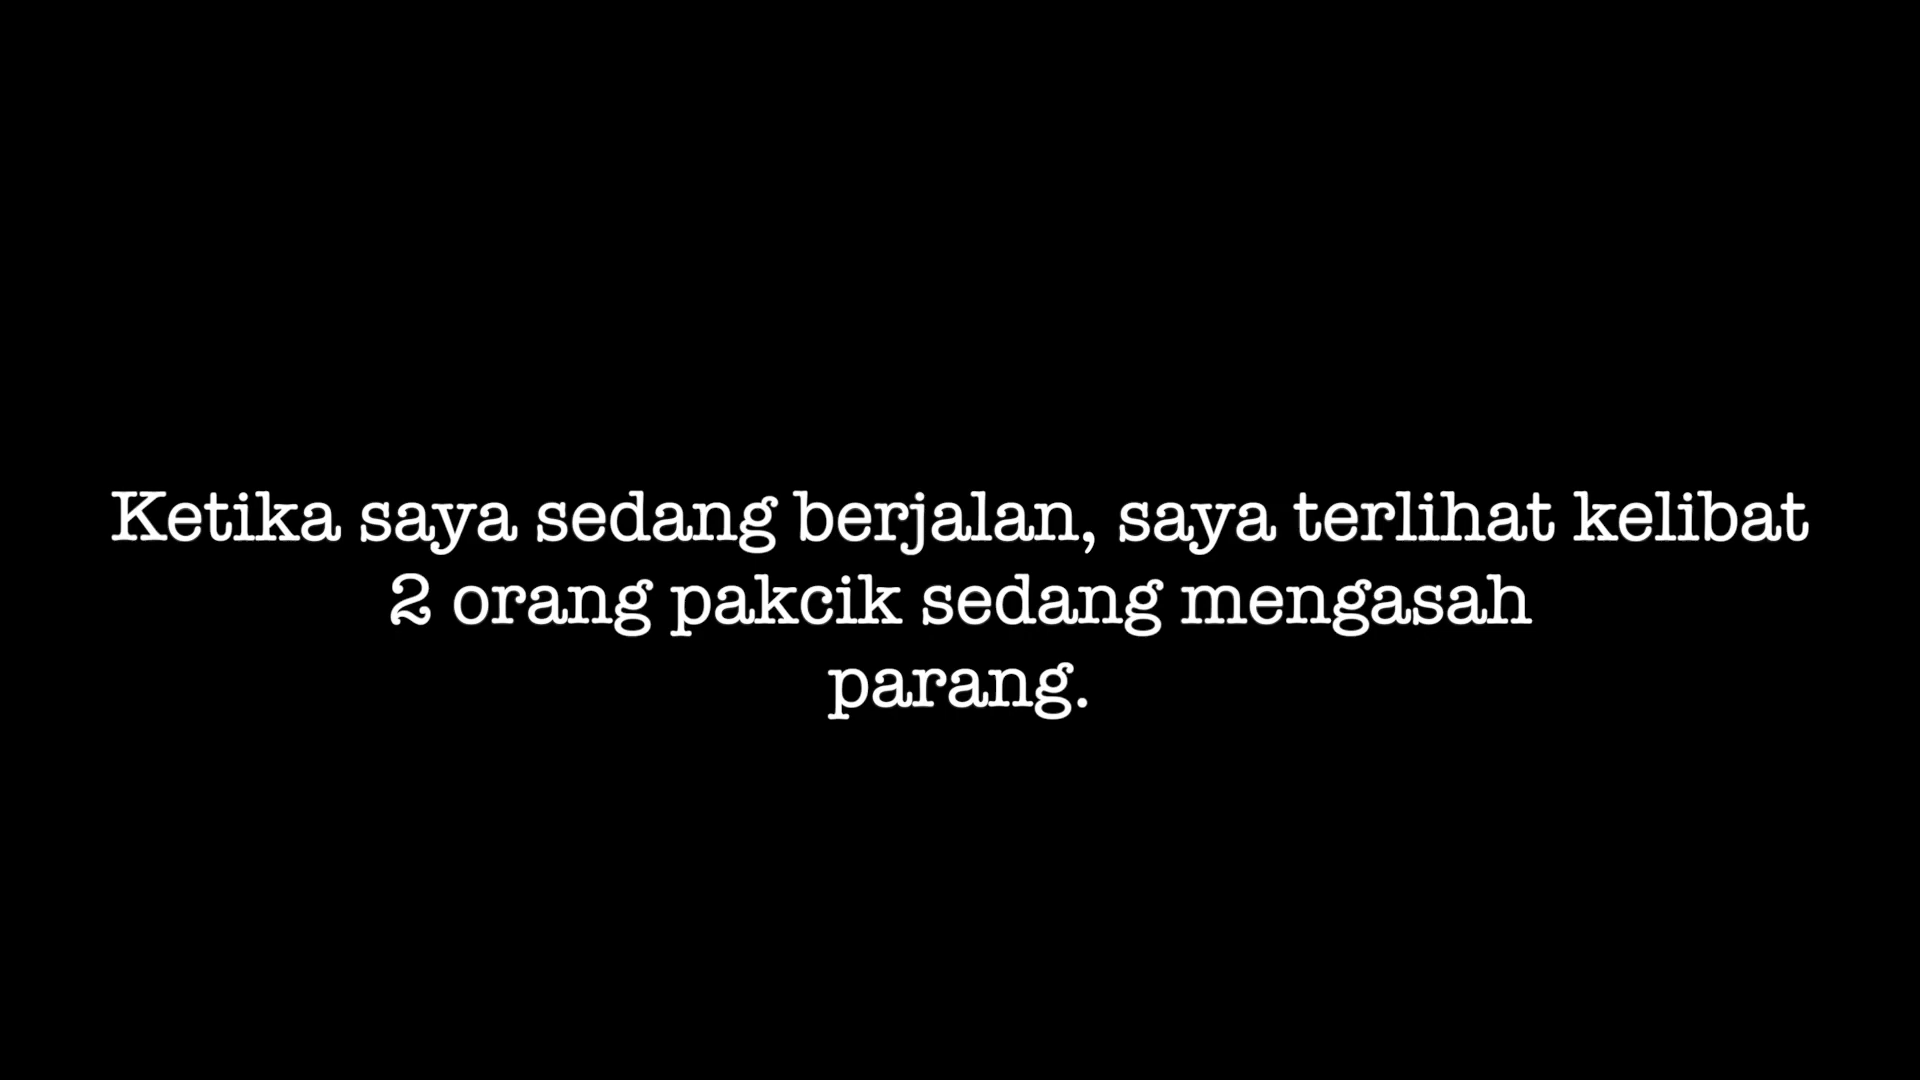 Ketika saya sedang berjalan, saya terlihat kelibat
2 orang pakcik sedang mengasah
parang.